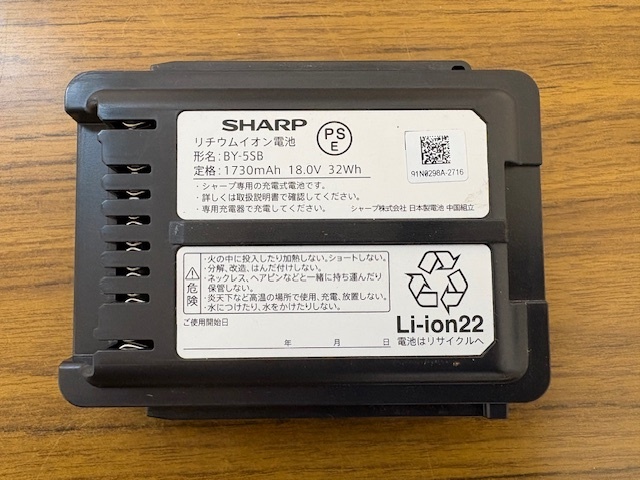 SHARP
PS
E
リチウムイオン電池
形名: BY-5SB
定格: 1730mAh 18.0V 32Wh
・シャープ専用の充電式電池です。
・詳しくは取扱説明書で確認してください。
・専用充電器で充電してください。
91N0298A-2716
シャープ株式会社 日本製電池 中国組立
危険
・火の中に投入したり加熱しない。ショートしない。
・分解、改造、はんだ付けしない。
・ネックレス、ヘアピンなどと一緒に持ち運んだり
保管しない。
・炎天下など高温の場所で使用、充電、放置しない。
・水につけたり、水をかけたりしない。
ご使用開始日
年 月 日
Li-ion22
電池はリサイクルへ